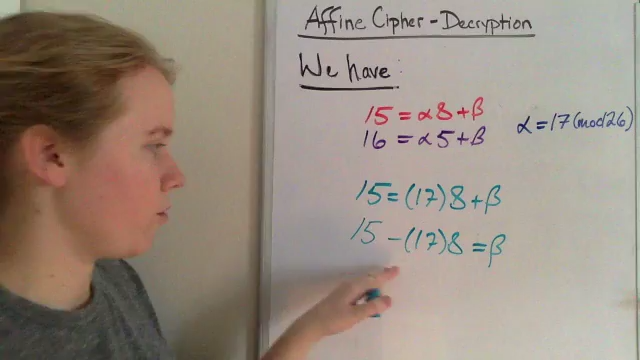 Affine Cipher - Decryption
We have:
15 = α8 + β
16 = α5 + β
α = 17 (mod 26)
15 = (17)8 + β
15 - (17)8 = β